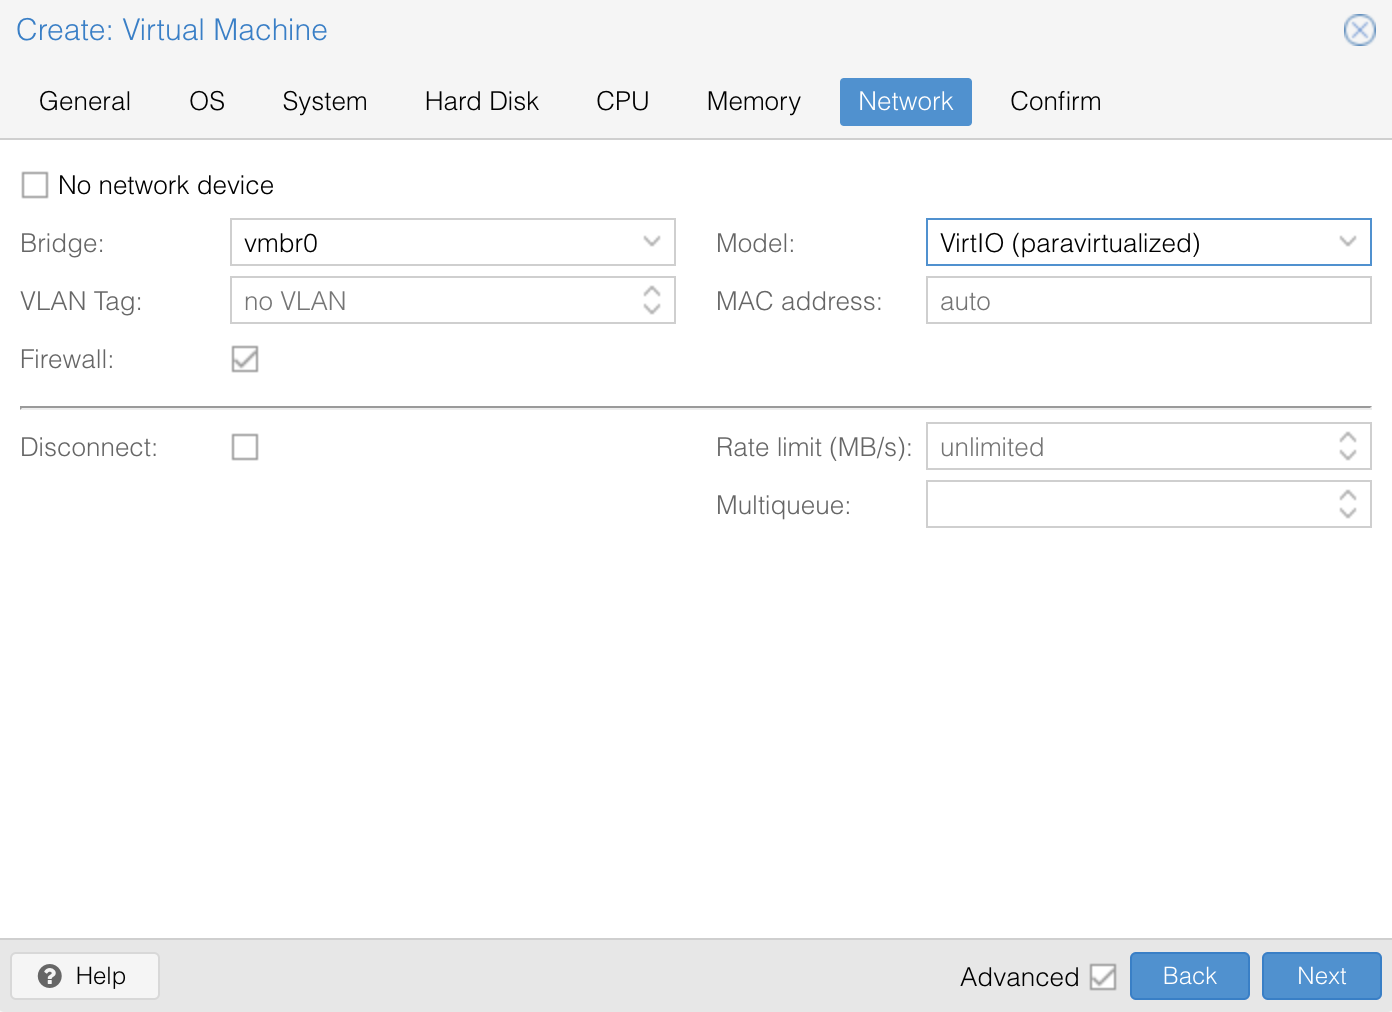 Create: Virtual Machine
General OS System Hard Disk CPU Memory Network Confirm
No network device
Bridge: vmbr0 Model: VirtIO (paravirtualized)
VLAN Tag: no VLAN MAC address: auto
Firewall:
Disconnect: Rate limit (MB/s): unlimited
Multiqueue:
Help Advanced Back Next